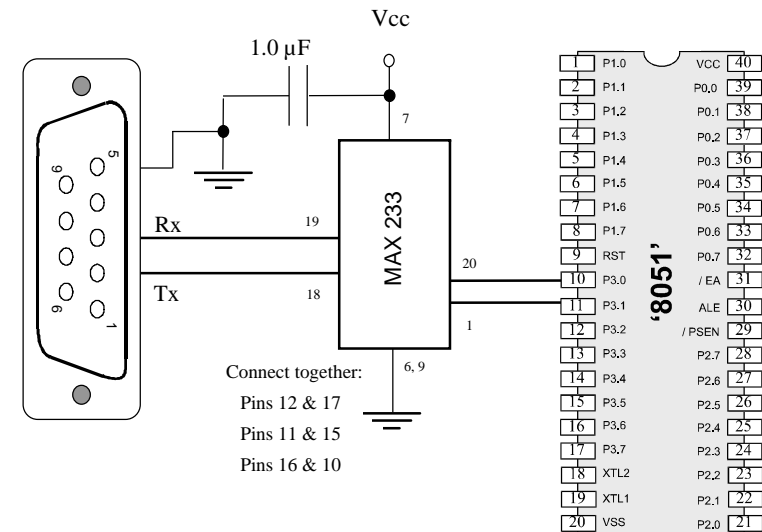 Vcc
1.0 µF
7
5
9
6
1
Rx
Tx
19
18
MAX 233
20
1
6, 9
Connect together:
Pins 12 & 17
Pins 11 & 15
Pins 16 & 10
'8051'
1 P1.0 VCC 40
2 P1.1 P0.0 39
3 P1.2 P0.1 38
4 P1.3 P0.2 37
5 P1.4 P0.3 36
6 P1.5 P0.4 35
7 P1.6 P0.5 34
8 P1.7 P0.6 33
9 RST P0.7 32
10 P3.0 / EA 31
11 P3.1 ALE 30
12 P3.2 / PSEN 29
13 P3.3 P2.7 28
14 P3.4 P2.6 27
15 P3.5 P2.5 26
16 P3.6 P2.4 25
17 P3.7 P2.3 24
18 XTL2 P2.2 23
19 XTL1 P2.1 22
20 VSS P2.0 21